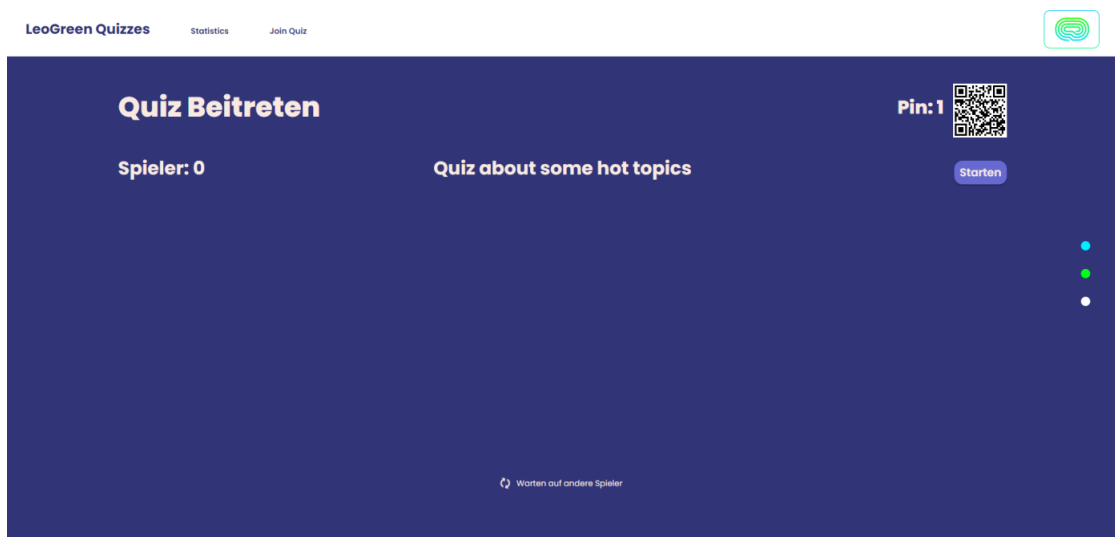 LeoGreen Quizzes Statistics Join Quiz
Quiz Beitreten Pin: 1
Spieler: 0 Quiz about some hot topics Starten
Warten auf andere Spieler